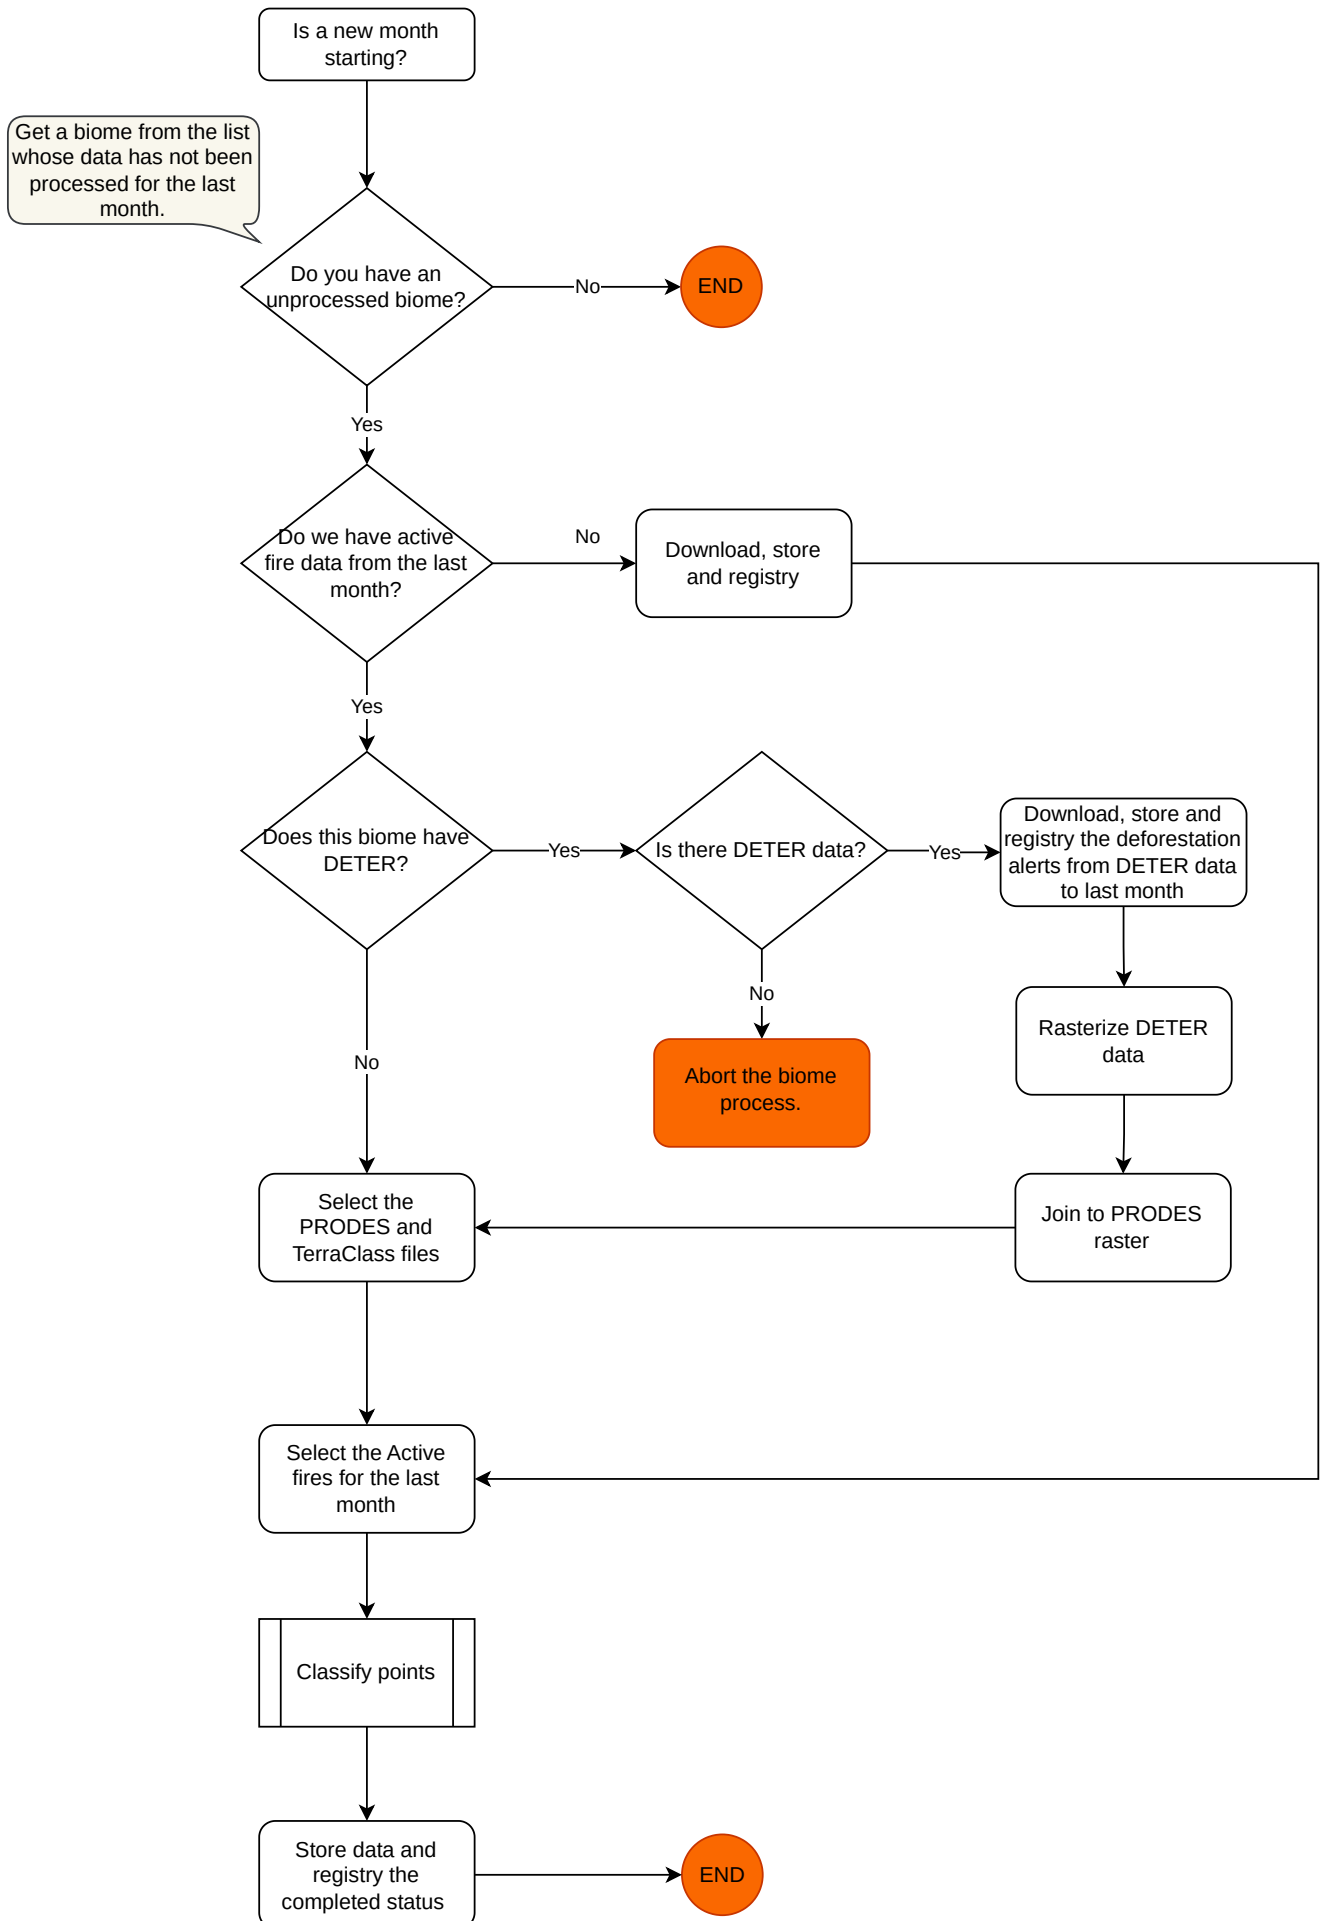 Is a new month
starting?
Get a biome from the list
whose data has not been
processed for the last
month.
Do you have an
unprocessed biome?
No
END
Yes
Do we have active
fire data from the last
month?
No
Download, store
and registry
Yes
Does this biome have
DETER?
Yes
Is there DETER data?
Yes
Download, store and
registry the deforestation
alerts from DETER data
to last month
No
Rasterize DETER
data
No
Abort the biome
process.
Select the
PRODES and
TerraClass files
Join to PRODES
raster
Select the Active
fires for the last
month
Classify points
Store data and
registry the
completed status
END